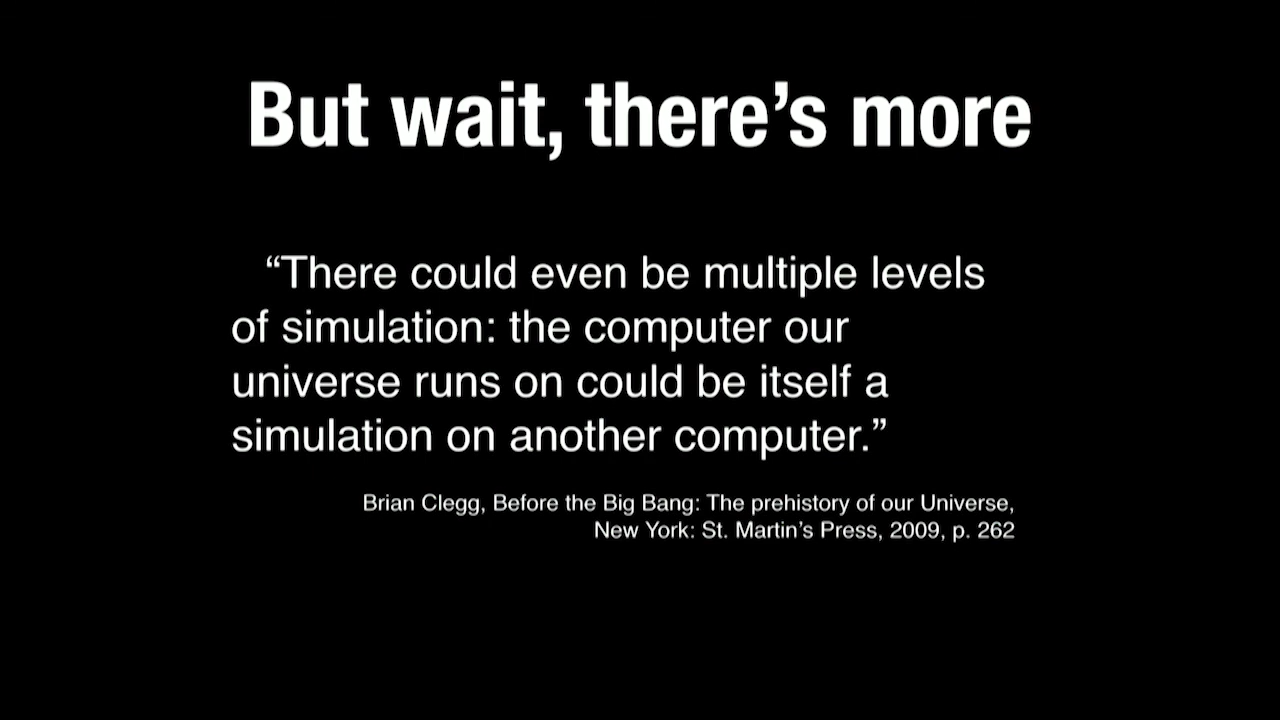 But wait, there’s more
“There could even be multiple levels
of simulation: the computer our
universe runs on could be itself a
simulation on another computer.”
Brian Clegg, Before the Big Bang: The prehistory of our Universe,
New York: St. Martin’s Press, 2009, p. 262